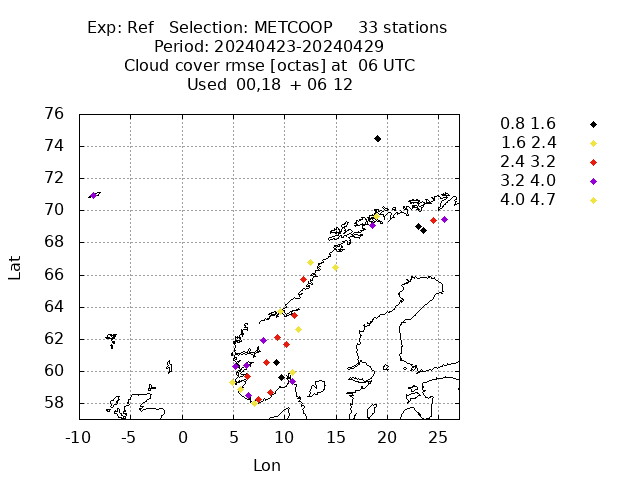 Exp: Ref   Selection: METCOOP     33 stations
Period: 20240423-20240429
Cloud cover rmse [octas] at  06 UTC
Used  00,18  + 06 12
76
74
72
70
68
66
64
62
60
58
-10 -5 0 5 10 15 20 25
Lat
Lon
0.8 1.6
1.6 2.4
2.4 3.2
3.2 4.0
4.0 4.7